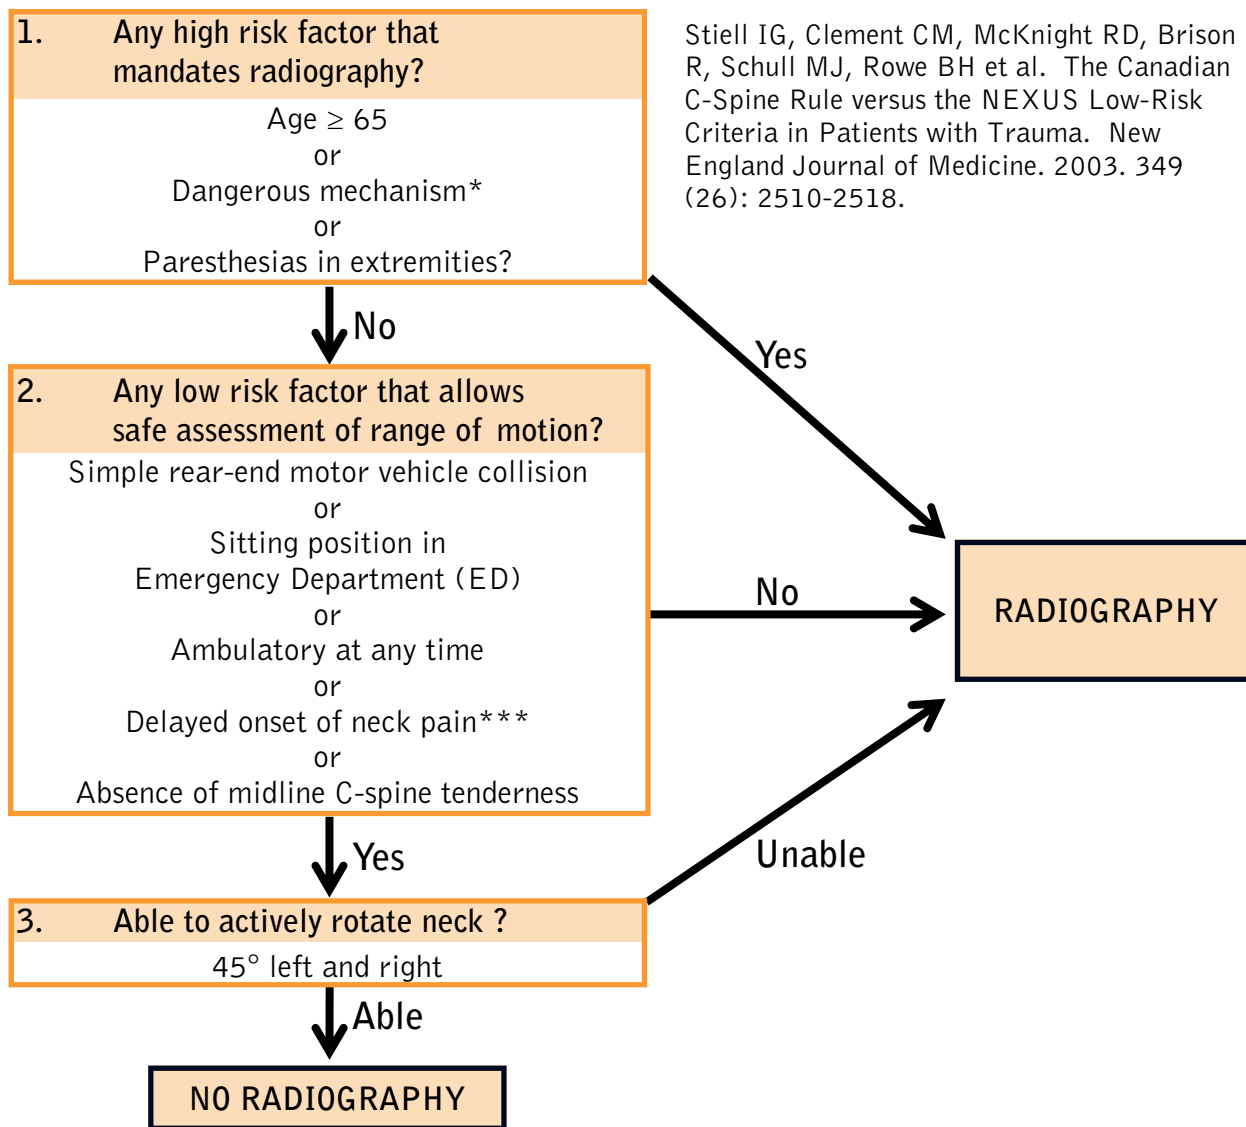 1. Any high risk factor that
mandates radiography?
Age ≥ 65
or
Dangerous mechanism*
or
Paresthesias in extremities?
Stiell IG, Clement CM, McKnight RD, Brison
R, Schull MJ, Rowe BH et al. The Canadian
C-Spine Rule versus the NEXUS Low-Risk
Criteria in Patients with Trauma. New
England Journal of Medicine. 2003. 349
(26): 2510-2518.
No
Yes
2. Any low risk factor that allows
safe assessment of range of motion?
Simple rear-end motor vehicle collision
or
Sitting position in
Emergency Department (ED)
or
Ambulatory at any time
or
Delayed onset of neck pain***
or
Absence of midline C-spine tenderness
No
RADIOGRAPHY
Yes
Unable
3. Able to actively rotate neck ?
45° left and right
Able
NO RADIOGRAPHY